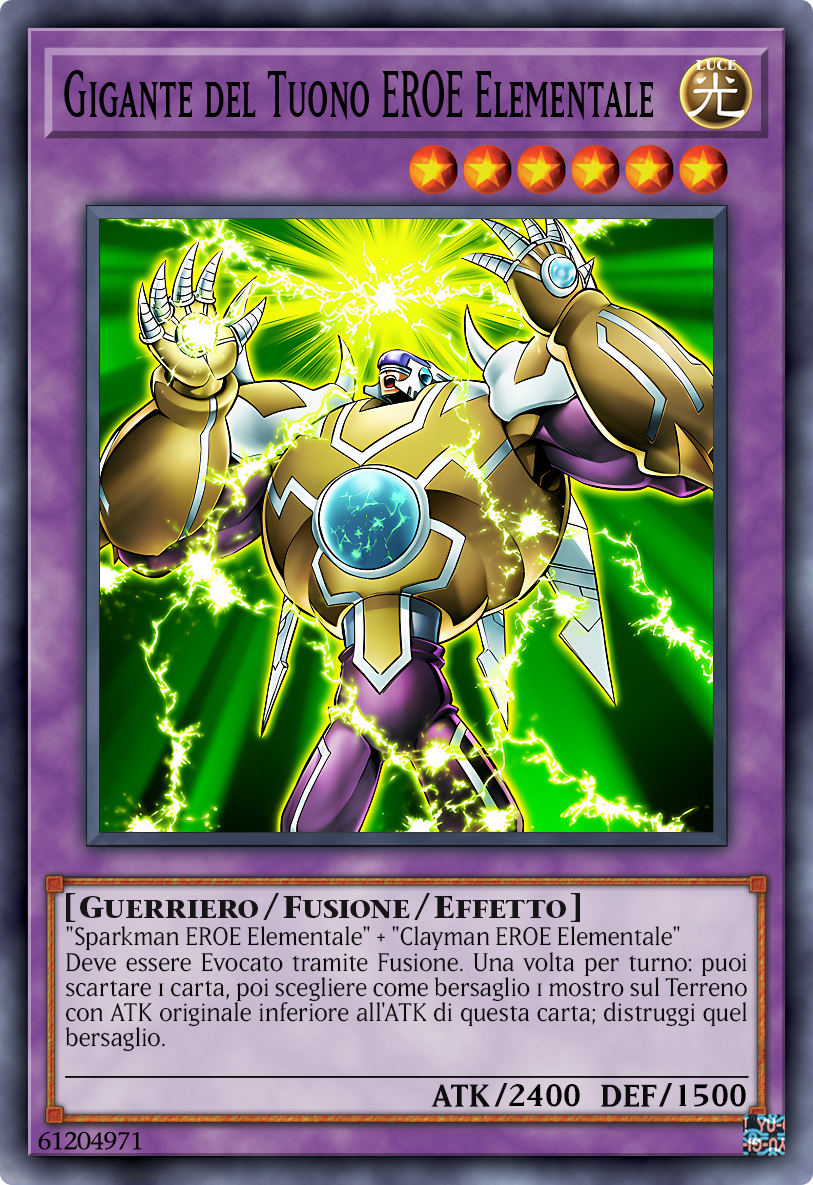 Gigante del Tuono EROE Elementale
LUCE
光
[Guerriero/Fusione/Effetto]
"Sparkman EROE Elementale" + "Clayman EROE Elementale"
Deve essere Evocato tramite Fusione. Una volta per turno: puoi
scartare 1 carta, poi scegliere come bersaglio 1 mostro sul Terreno
con ATK originale inferiore all'ATK di questa carta; distruggi quel
bersaglio.
ATK/2400 DEF/1500
61204971